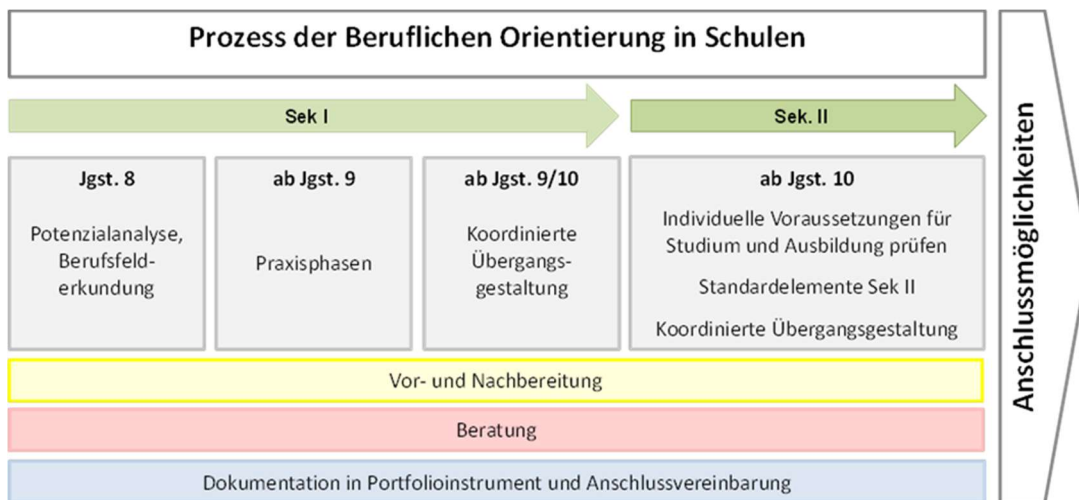 Prozess der Beruflichen Orientierung in Schulen
Sek I
Sek. II
Jgst. 8
Potenzialanalyse,
Berufsfeld-
erkundung
ab Jgst. 9
Praxisphasen
ab Jgst. 9/10
Koordinierte
Übergangs-
gestaltung
ab Jgst. 10
Individuelle Voraussetzungen für
Studium und Ausbildung prüfen
Standardelemente Sek II
Koordinierte Übergangsgestaltung
Vor- und Nachbereitung
Beratung
Dokumentation in Portfolioinstrument und Anschlussvereinbarung
Anschlussmöglichkeiten